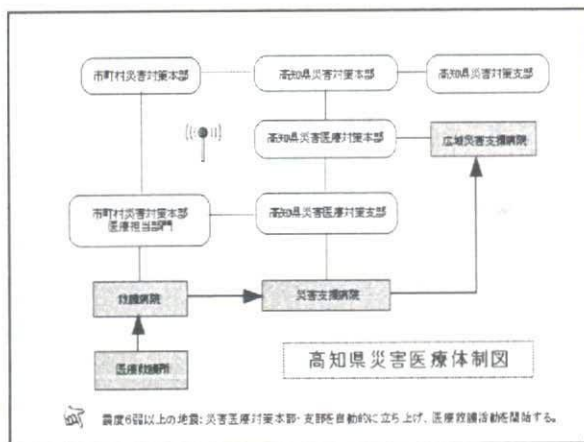 市町村災害対策本部
高知県災害対策本部
高知県災害対策支部
高知県災害医療対策本部
広域災害支援病院
市町村災害対策本部
医療担当部門
高知県災害医療対策支部
救護病院
災害支援病院
医療救護所
高知県災害医療体制図
震度6弱以上の地震:災害医療対策本部・支部を自動的に立ち上げ、医療救護活動を開始する。